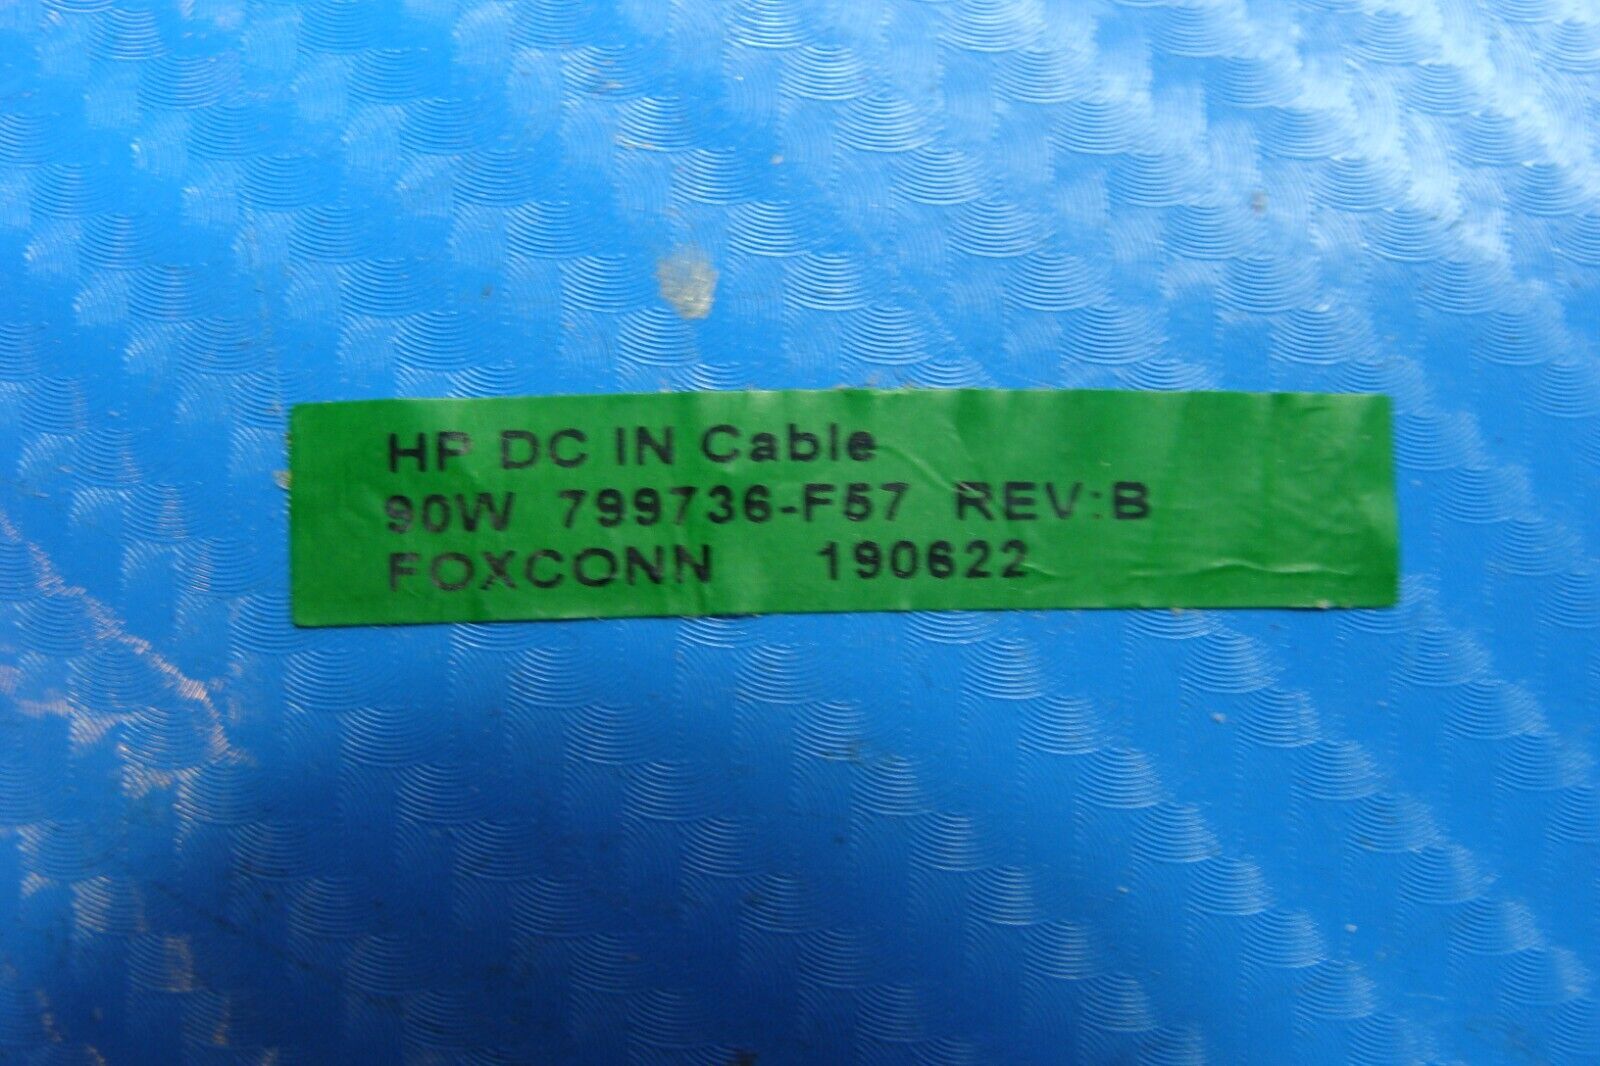 HP DC IN Cable
90W 799736-F57 REV:B
FOXCONN 190622